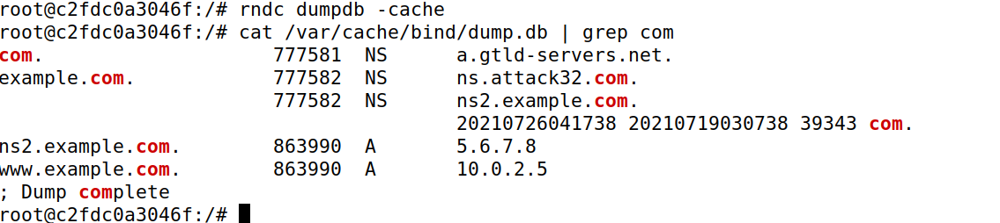 root@c2fdc0a3046f:/# rndc dumpdb -cache
root@c2fdc0a3046f:/# cat /var/cache/bind/dump.db | grep com
com. 777581 NS a.gtld-servers.net.
example.com. 777582 NS ns.attack32.com.
777582 NS ns2.example.com.
20210726041738 20210719030738 39343 com.
ns2.example.com. 863990 A 5.6.7.8
www.example.com. 863990 A 10.0.2.5
; Dump complete
root@c2fdc0a3046f:/#